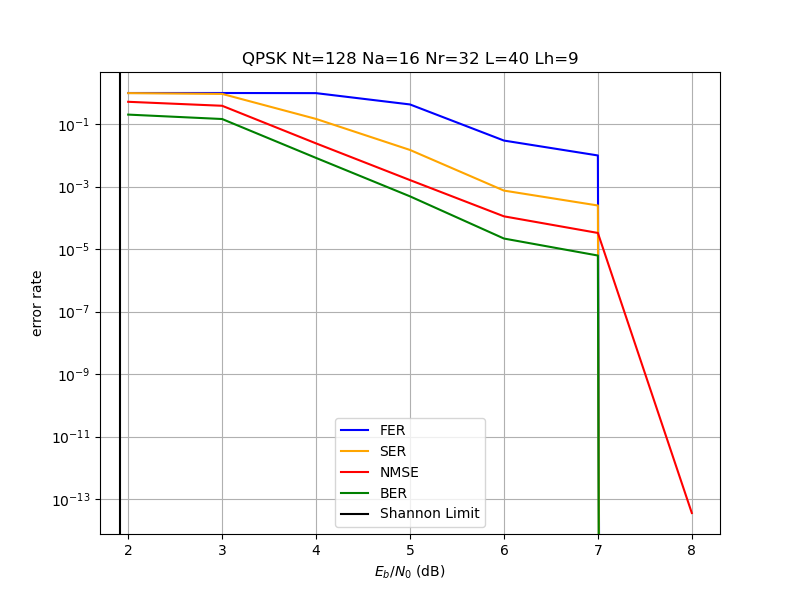 QPSK Nt=128 Na=16 Nr=32 L=40 Lh=9
error rate
10⁻¹
10⁻³
10⁻⁵
10⁻⁷
10⁻⁹
10⁻¹¹
10⁻¹³
FER
SER
NMSE
BER
Shannon Limit
2 3 4 5 6 7 8
E_b/N_0 (dB)